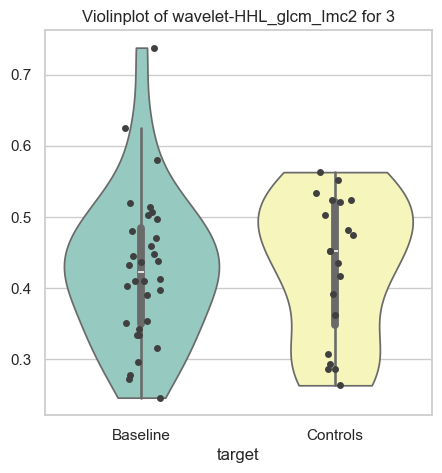 Violinplot of wavelet-HHL_glcm_Imc2 for 3
0.7
0.6
0.5
0.4
0.3
Baseline Controls
target